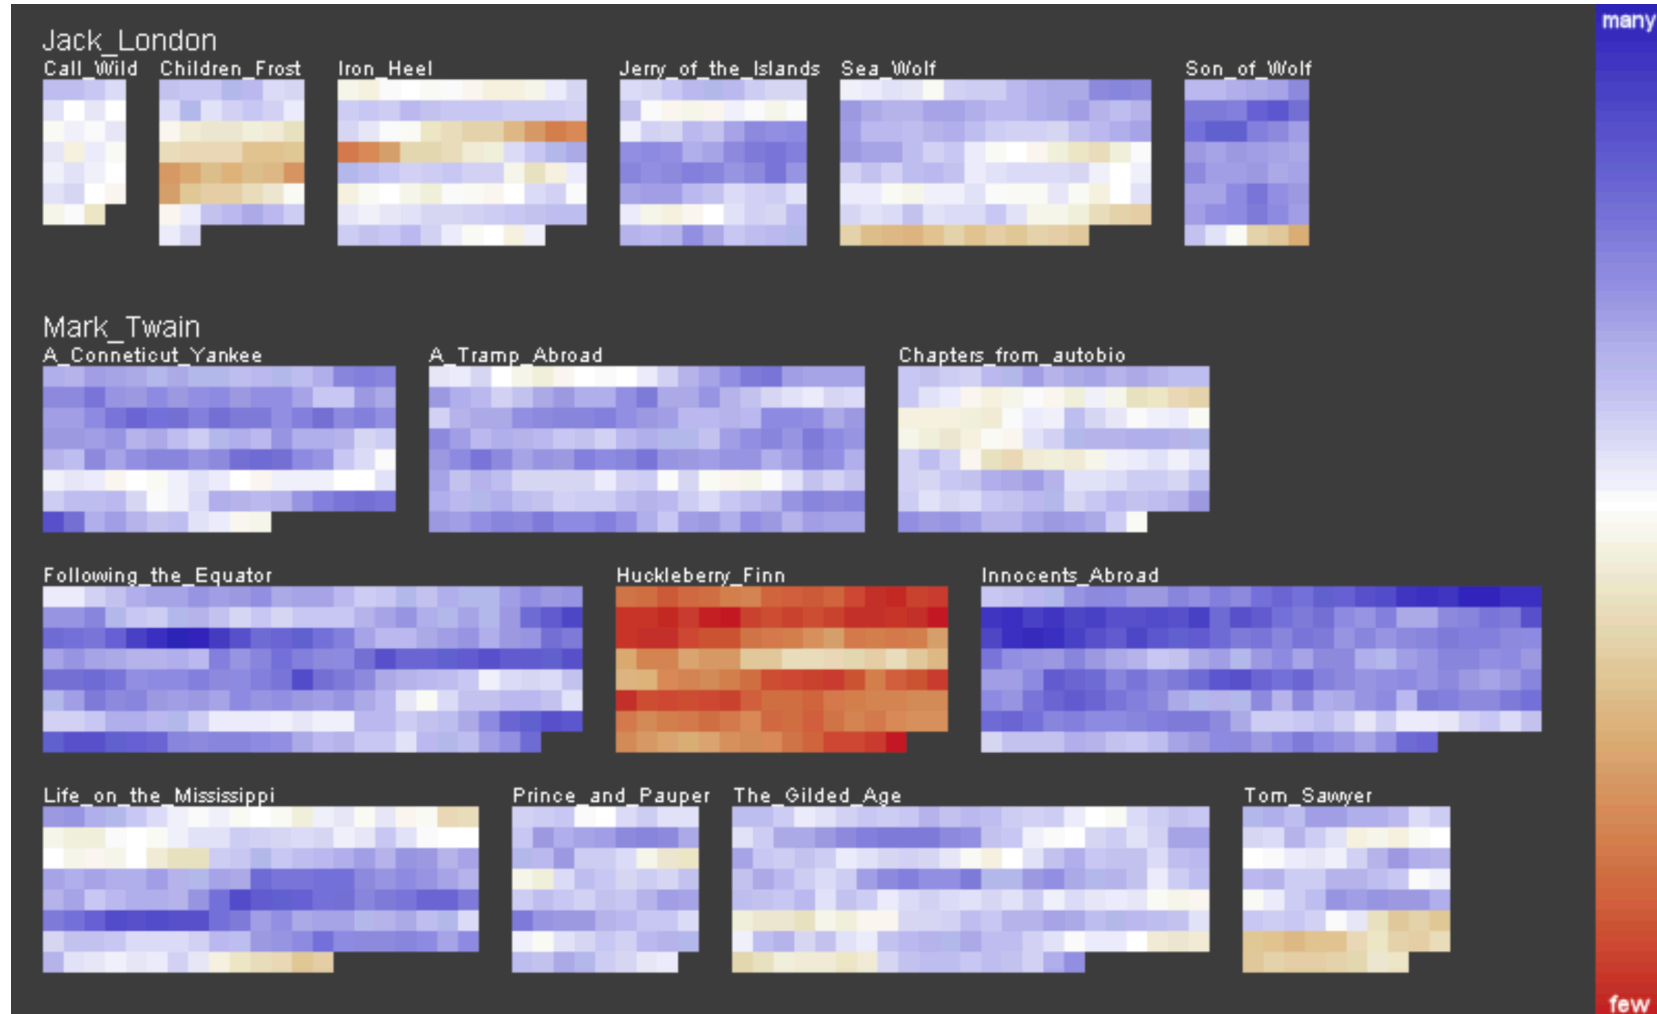 many
Jack_London
Call_Wild Children_Frost Iron_Heel Jerry_of_the_Islands Sea_Wolf Son_of_Wolf
Mark_Twain
A_Conneticut_Yankee A_Tramp_Abroad Chapters_from_autobio
Following_the_Equator Huckleberry_Finn Innocents_Abroad
Life_on_the_Mississippi Prince_and_Pauper The_Gilded_Age Tom_Sawyer
few